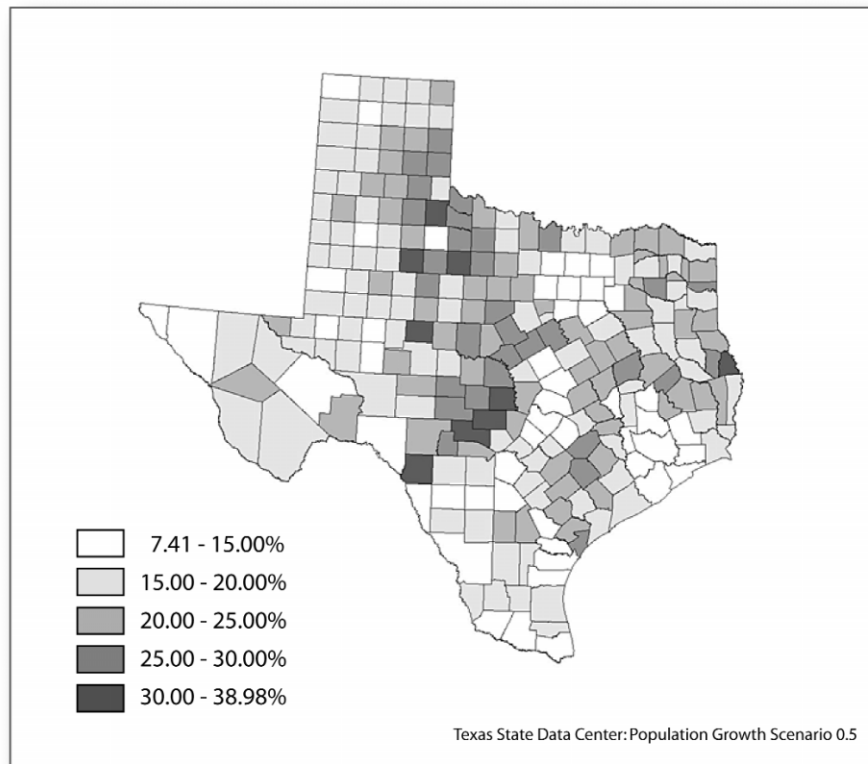 7.41 - 15.00%
15.00 - 20.00%
20.00 - 25.00%
25.00 - 30.00%
30.00 - 38.98%
Texas State Data Center: Population Growth Scenario 0.5